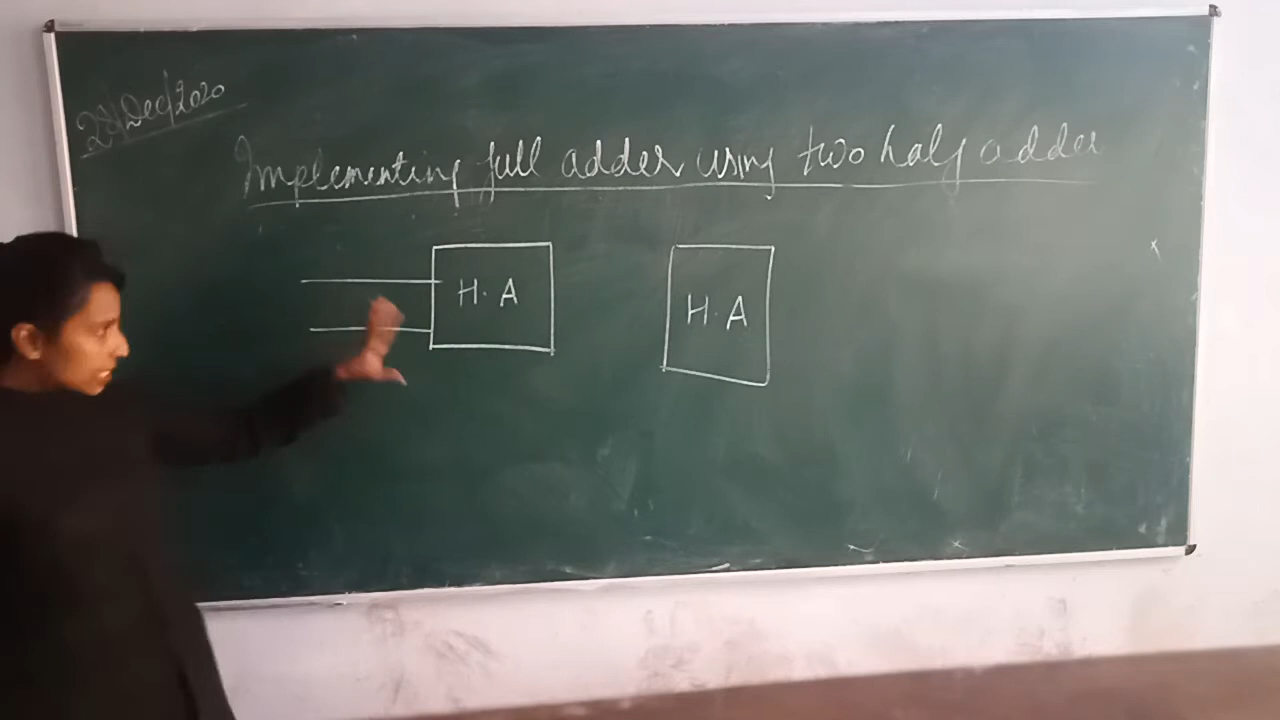 28/Dec/2020
Implementing full adder using two half adder
H.A
H.A